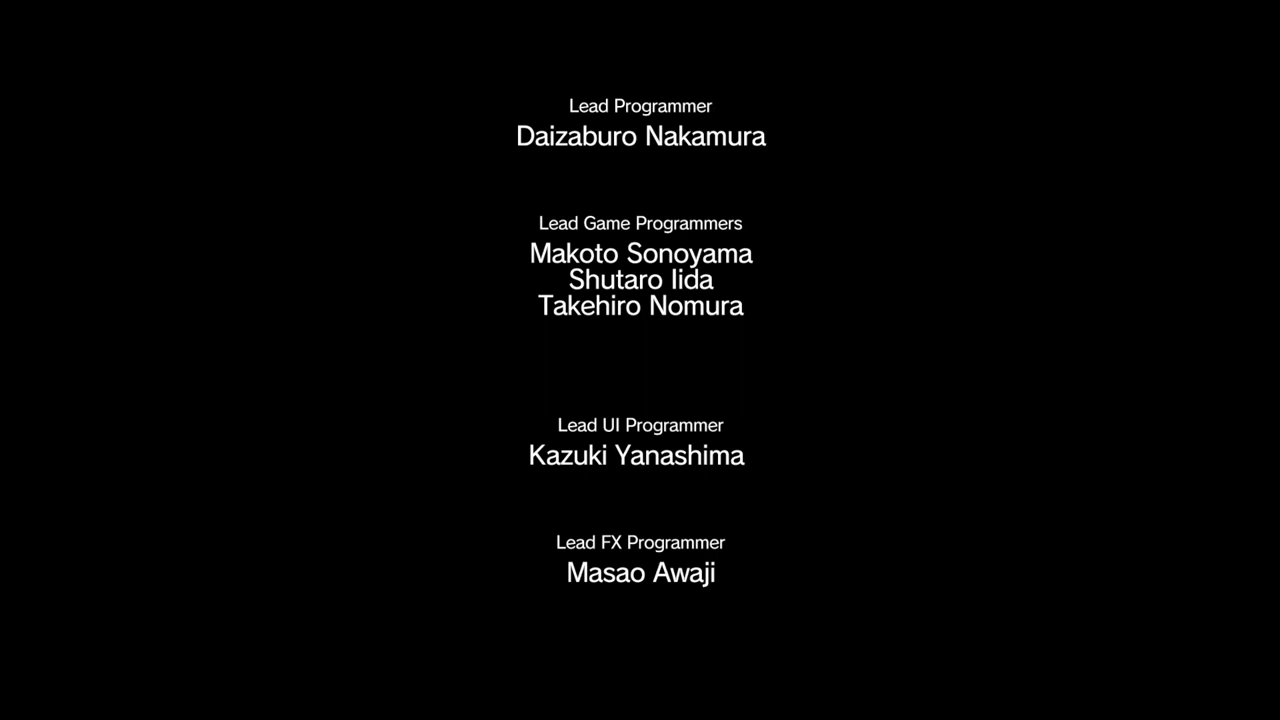 Lead Programmer
Daizaburo Nakamura
Lead Game Programmers
Makoto Sonoyama
Shutaro Iida
Takehiro Nomura
Lead UI Programmer
Kazuki Yanashima
Lead FX Programmer
Masao Awaji